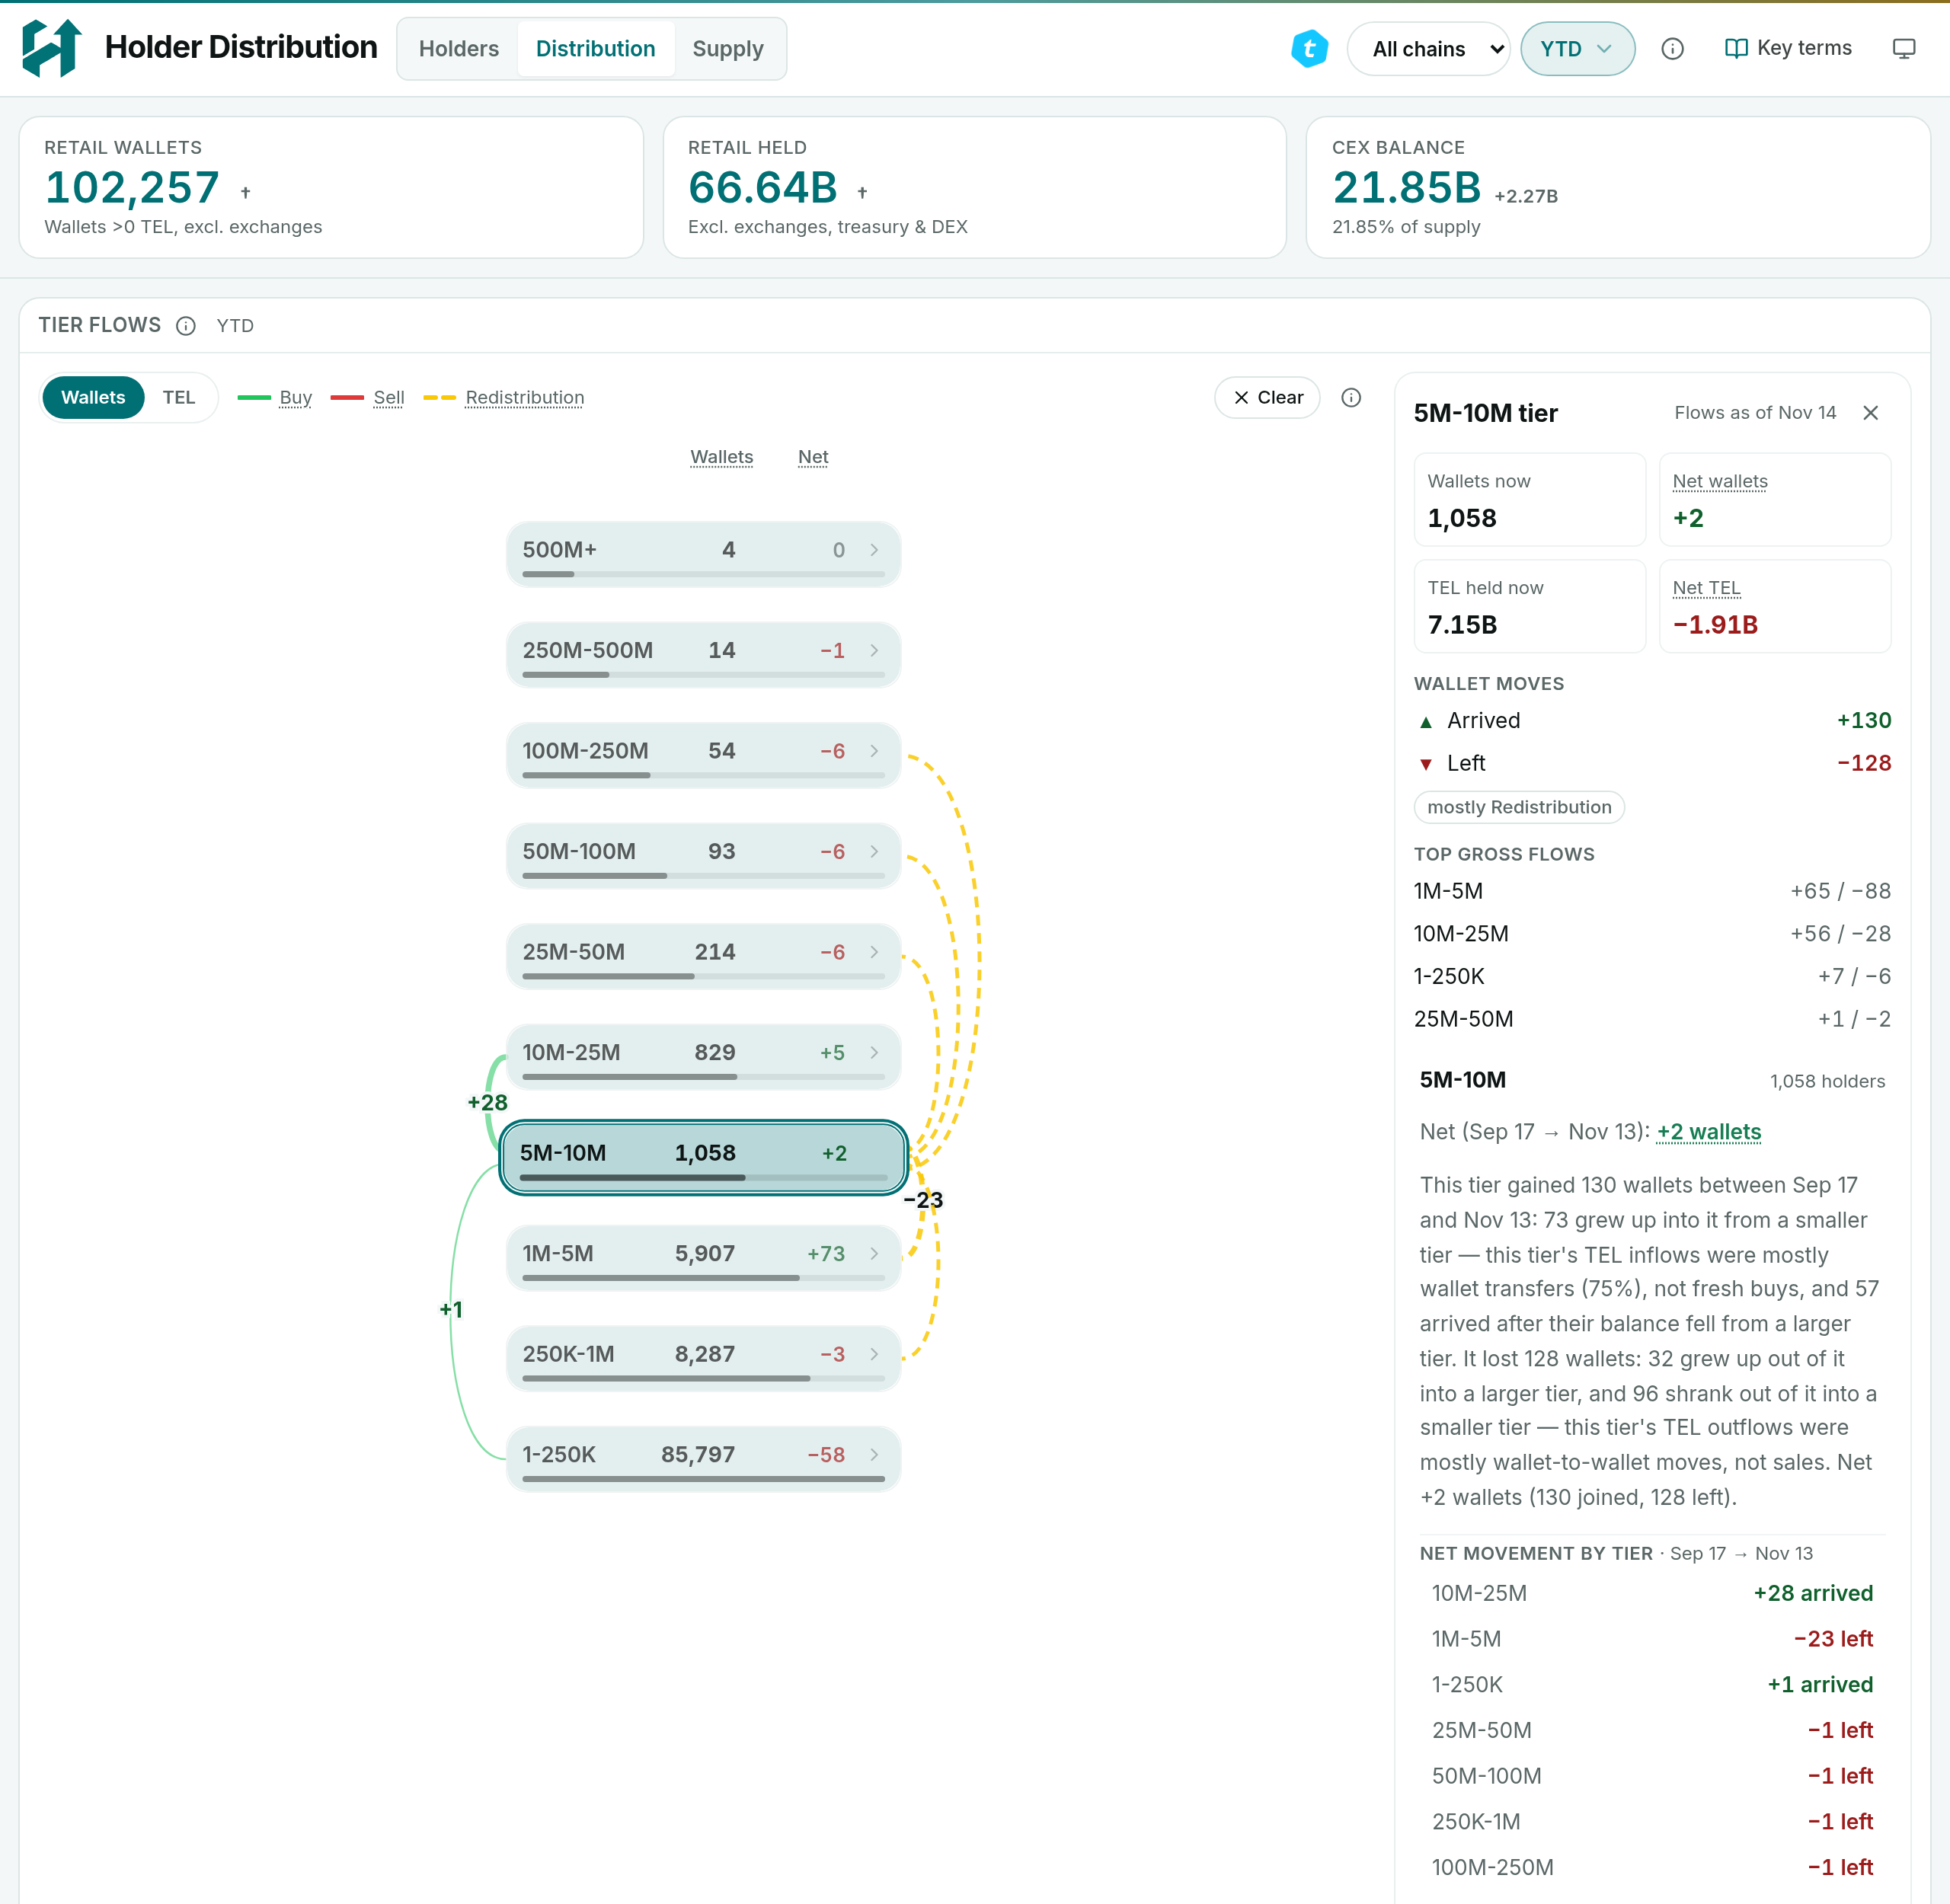 Holder Distribution
Holders
Distribution
Supply
All chains
YTD
Key terms
RETAIL WALLETS
102,257 †
Wallets >0 TEL, excl. exchanges
RETAIL HELD
66.64B †
Excl. exchanges, treasury & DEX
CEX BALANCE
21.85B +2.27B
21.85% of supply
TIER FLOWS YTD
Wallets
TEL
Buy
Sell
Redistribution
Clear
Wallets Net
500M+ 4 0
250M-500M 14 −1
100M-250M 54 −6
50M-100M 93 −6
25M-50M 214 −6
10M-25M 829 +5
+28
5M-10M 1,058 +2
−23
1M-5M 5,907 +73
+1
250K-1M 8,287 −3
1-250K 85,797 −58
5M-10M tier
Flows as of Nov 14
Wallets now
1,058
Net wallets
+2
TEL held now
7.15B
Net TEL
−1.91B
WALLET MOVES
▲ Arrived +130
▼ Left −128
mostly Redistribution
TOP GROSS FLOWS
1M-5M +65 / −88
10M-25M +56 / −28
1-250K +7 / −6
25M-50M +1 / −2
5M-10M 1,058 holders
Net (Sep 17 → Nov 13): +2 wallets
This tier gained 130 wallets between Sep 17
and Nov 13: 73 grew up into it from a smaller
tier — this tier's TEL inflows were mostly
wallet transfers (75%), not fresh buys, and 57
arrived after their balance fell from a larger
tier. It lost 128 wallets: 32 grew up out of it
into a larger tier, and 96 shrank out of it into a
smaller tier — this tier's TEL outflows were
mostly wallet-to-wallet moves, not sales. Net
+2 wallets (130 joined, 128 left).
NET MOVEMENT BY TIER · Sep 17 → Nov 13
10M-25M +28 arrived
1M-5M −23 left
1-250K +1 arrived
25M-50M −1 left
50M-100M −1 left
250K-1M −1 left
100M-250M −1 left